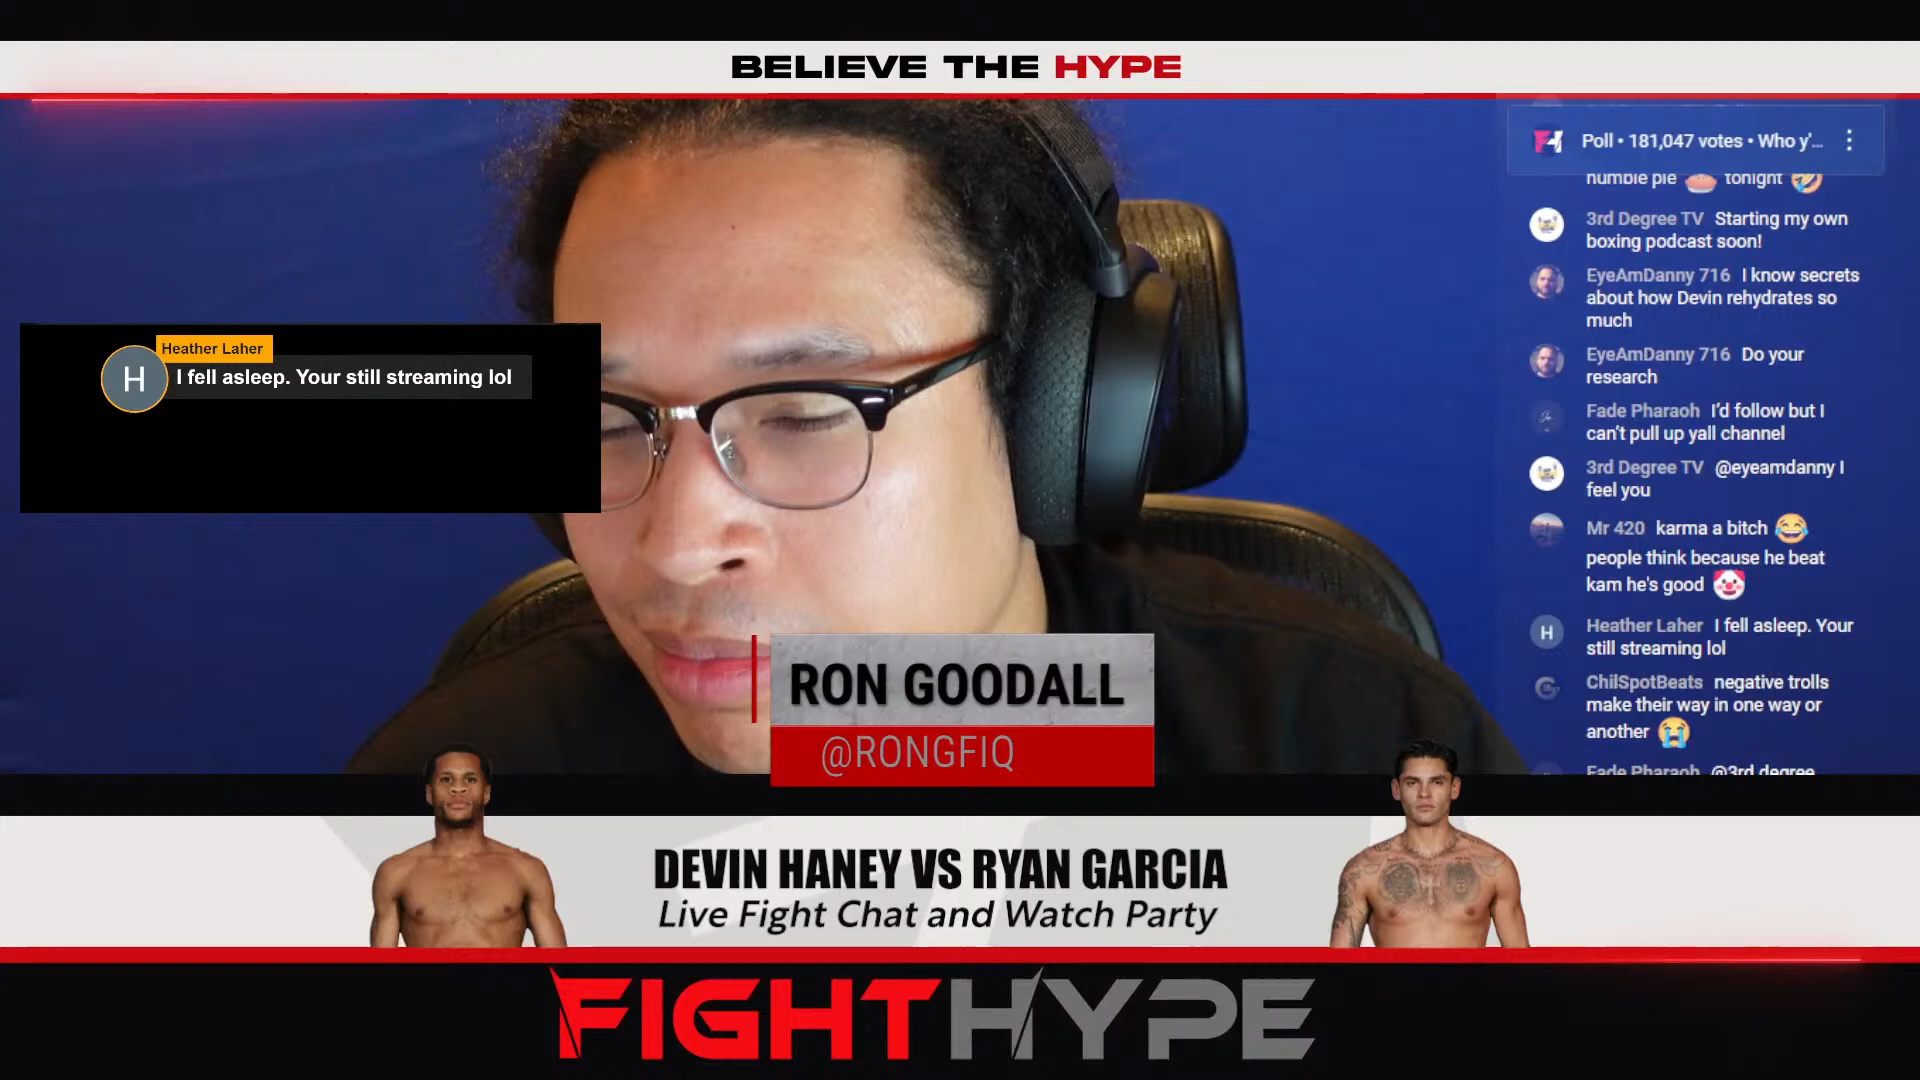 BELIEVE THE HYPE
Poll • 181,047 votes • Who y'...
humble pie tonight
3rd Degree TV Starting my own
boxing podcast soon!
EyeAmDanny 716 I know secrets
about how Devin rehydrates so
much
EyeAmDanny 716 Do your
research
Fade Pharaoh I'd follow but I
can't pull up yall channel
3rd Degree TV @eyeamdanny I
feel you
Mr 420 karma a bitch
people think because he beat
kam he's good
H
Heather Laher I fell asleep. Your
still streaming lol
ChilSpotBeats negative trolls
make their way in one way or
another
Fade Pharaoh @3rd degree
Heather Laher
H
I fell asleep. Your still streaming lol
RON GOODALL
@RONGFIQ
DEVIN HANEY VS RYAN GARCIA
Live Fight Chat and Watch Party
FIGHTHYPE